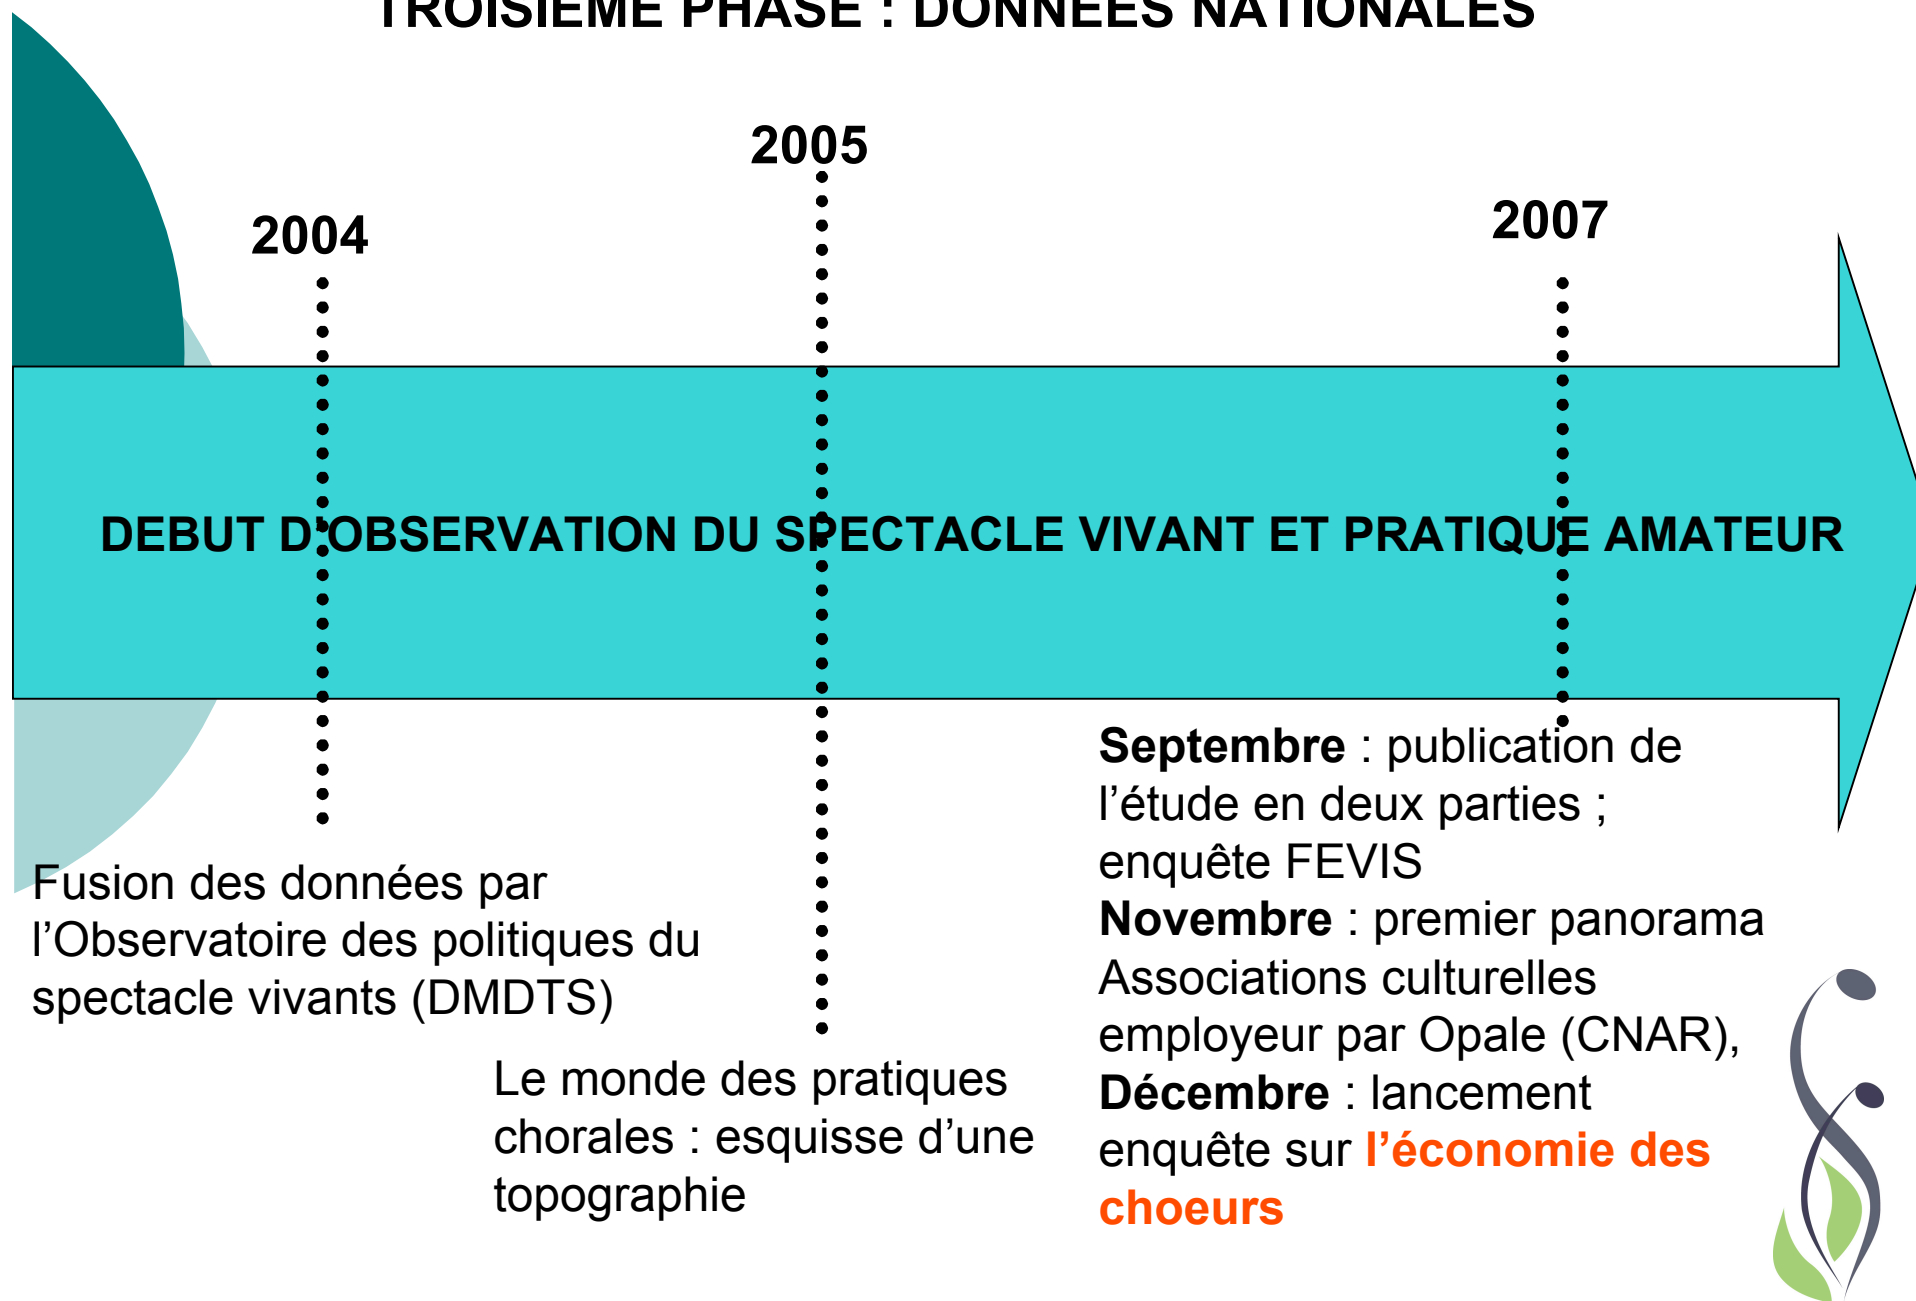 TROISIEME PHASE : DONNEES NATIONALES
2005
2004
2007
DEBUT D'OBSERVATION DU SPECTACLE VIVANT ET PRATIQUE AMATEUR
Fusion des données par
l’Observatoire des politiques du
spectacle vivants (DMDTS)
Le monde des pratiques
chorales : esquisse d’une
topographie
Septembre : publication de
l’étude en deux parties ;
enquête FEVIS
Novembre : premier panorama
Associations culturelles
employeur par Opale (CNAR),
Décembre : lancement
enquête sur l’économie des
choeurs